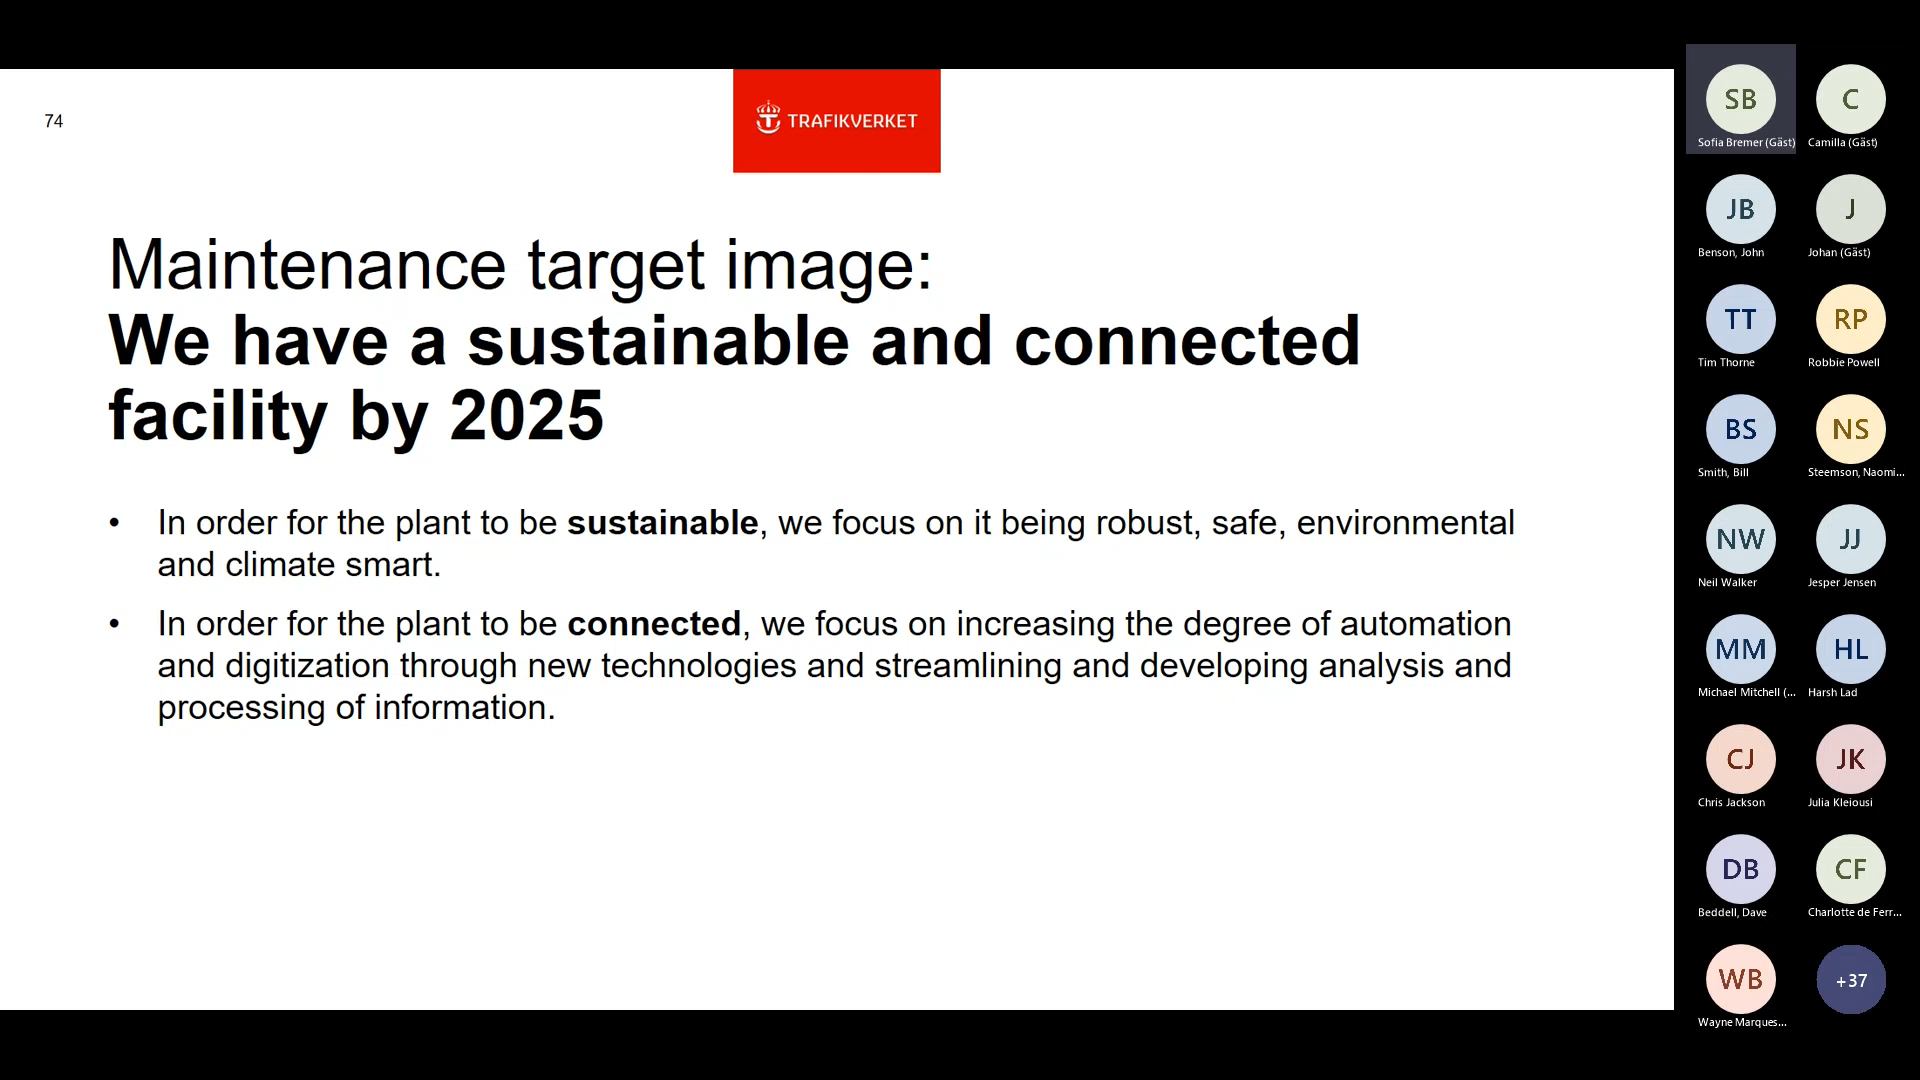 74
TRAFIKVERKET
Maintenance target image:
We have a sustainable and connected
facility by 2025
• In order for the plant to be sustainable, we focus on it being robust, safe, environmental
and climate smart.
• In order for the plant to be connected, we focus on increasing the degree of automation
and digitization through new technologies and streamlining and developing analysis and
processing of information.
SB
Sofia Bremer (Gäst)
C
Camilla (Gäst)
JB
Benson, John
J
Johan (Gäst)
TT
Tim Thorne
RP
Robbie Powell
BS
Smith, Bill
NS
Steemson, Naomi...
NW
Neil Walker
JJ
Jesper Jensen
MM
Michael Mitchell (...
HL
Harsh Lad
CJ
Chris Jackson
JK
Julia Kleiousi
DB
Beddell, Dave
CF
Charlotte de Ferr...
WB
Wayne Marques...
+37